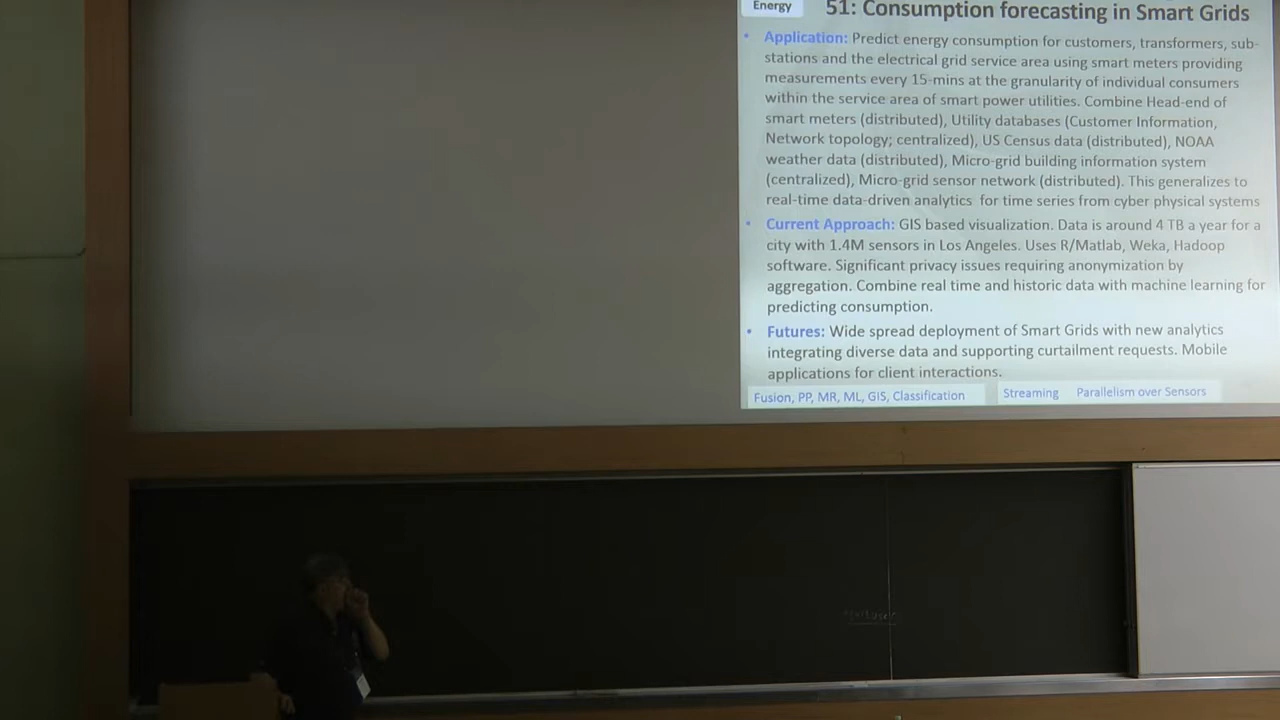 Energy
51: Consumption forecasting in Smart Grids
• Application: Predict energy consumption for customers, transformers, sub-
stations and the electrical grid service area using smart meters providing
measurements every 15-mins at the granularity of individual consumers
within the service area of smart power utilities. Combine Head-end of
smart meters (distributed), Utility databases (Customer Information,
Network topology; centralized), US Census data (distributed), NOAA
weather data (distributed), Micro-grid building information system
(centralized), Micro-grid sensor network (distributed). This generalizes to
real-time data-driven analytics for time series from cyber physical systems
• Current Approach: GIS based visualization. Data is around 4 TB a year for a
city with 1.4M sensors in Los Angeles. Uses R/Matlab, Weka, Hadoop
software. Significant privacy issues requiring anonymization by
aggregation. Combine real time and historic data with machine learning for
predicting consumption.
• Futures: Wide spread deployment of Smart Grids with new analytics
integrating diverse data and supporting curtailment requests. Mobile
applications for client interactions.
Fusion, PP, MR, ML, GIS, Classification
Streaming Parallelism over Sensors